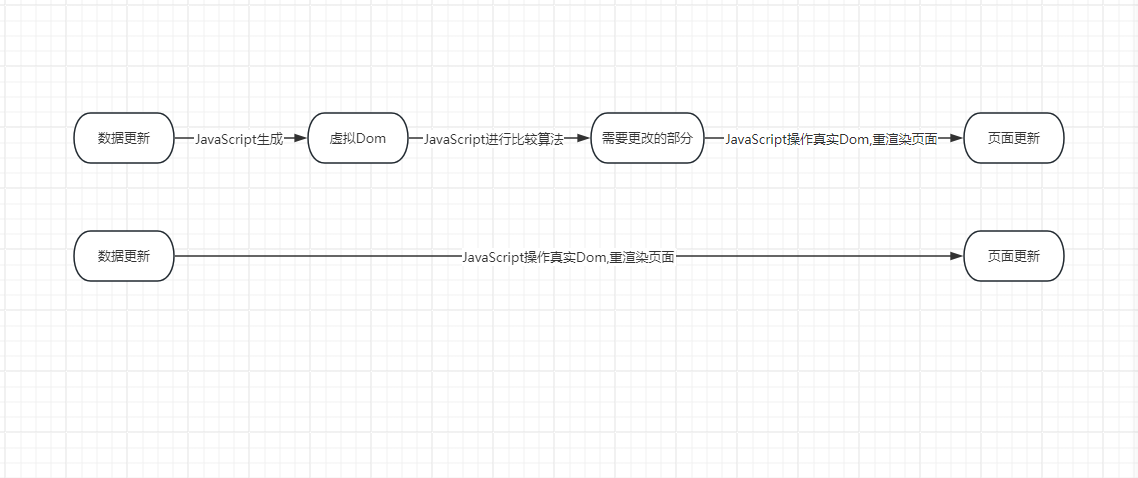 数据更新
JavaScript生成
虚拟Dom
JavaScript进行比较算法
需要更改的部分
JavaScript操作真实Dom,重渲染页面
页面更新
数据更新
JavaScript操作真实Dom,重渲染页面
页面更新